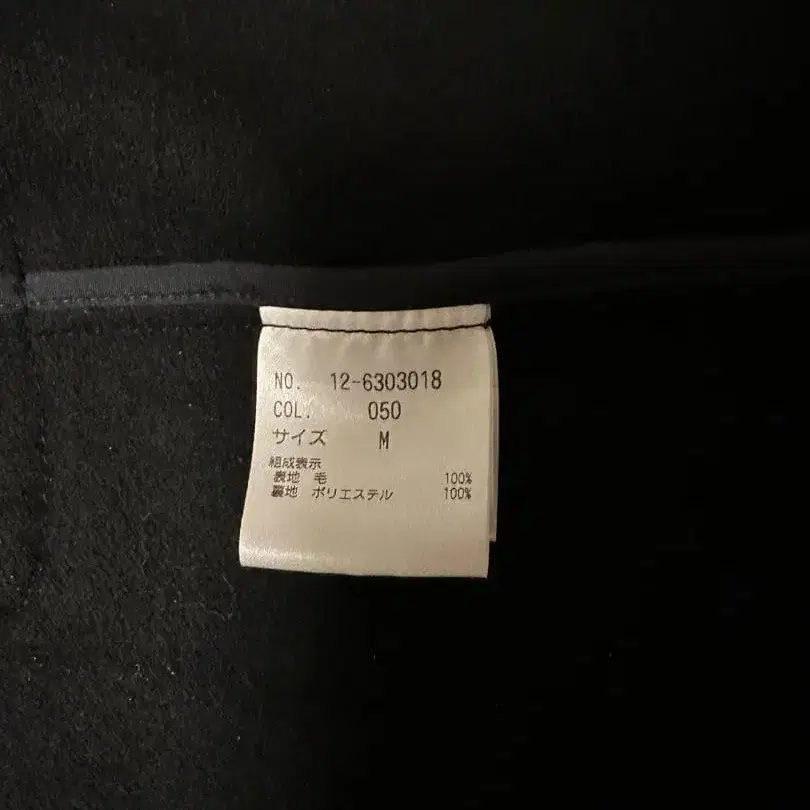 NO. 12-6303018
COL. 050
サイズ M
組成表示
表地 毛 100%
裏地 ポリエステル 100%